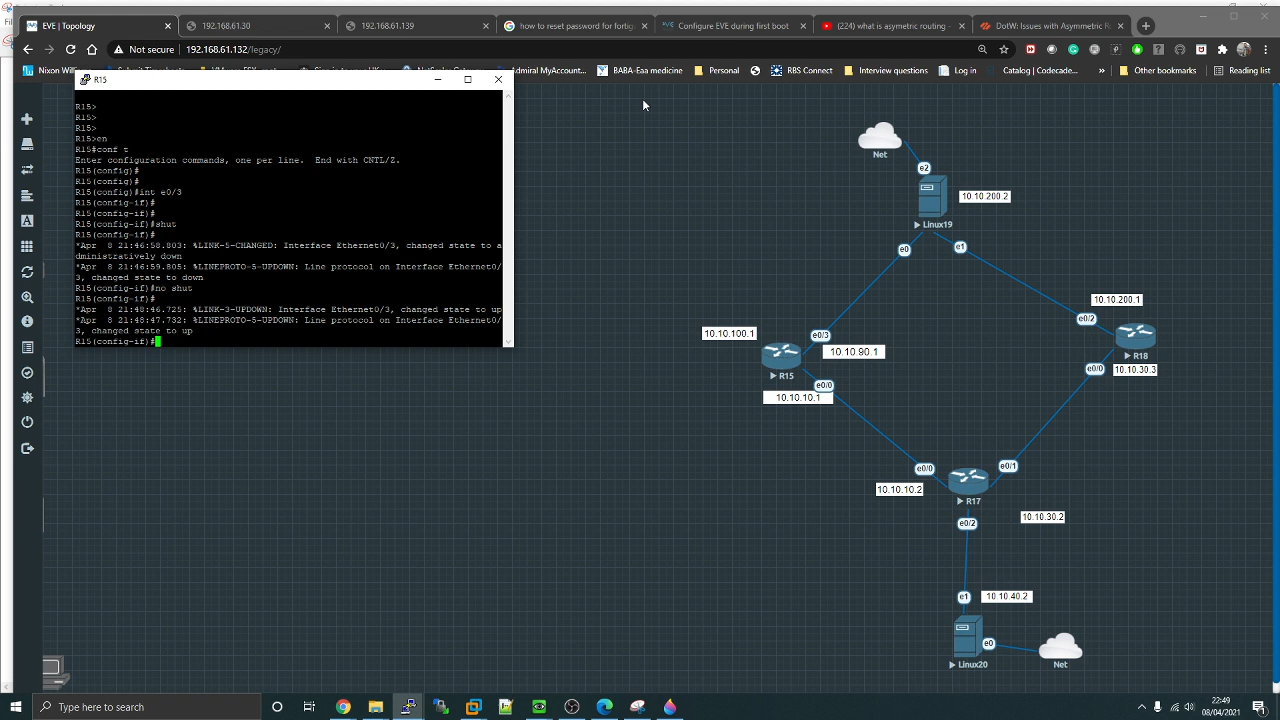 EVE | Topology
192.168.61.30
192.168.61.139
how to reset password for fortig
Configure EVE during first boot
(224) what is asymetric routing -
DotW: Issues with Asymmetric R
Not secure
192.168.61.132/legacy/
Nixon Willian
Admiral MyAccount...
BABA-Eaa medicine
Personal
RBS Connect
Interview questions
Log in
Catalog | Codecade...
»
Other bookmarks
Reading list
R15
R15>
R15>
R15>
R15>en
R15#conf t
Enter configuration commands, one per line.  End with CNTL/Z.
R15(config)#
R15(config)#
R15(config)#int e0/3
R15(config-if)#
R15(config-if)#
R15(config-if)#shut
R15(config-if)#
*Apr  8 21:46:58.803: %LINK-5-CHANGED: Interface Ethernet0/3, changed state to a
dministratively down
*Apr  8 21:46:59.805: %LINEPROTO-5-UPDOWN: Line protocol on Interface Ethernet0/
3, changed state to down
R15(config-if)#no shut
R15(config-if)#
*Apr  8 21:48:46.725: %LINK-3-UPDOWN: Interface Ethernet0/3, changed state to up
*Apr  8 21:48:47.732: %LINEPROTO-5-UPDOWN: Line protocol on Interface Ethernet0/
3, changed state to up
R15(config-if)#
Net
e2
10.10.200.2
Linux19
e0
e1
10.10.200.1
e0/2
10.10.100.1
e0/3
10.10.90.1
R18
R15
e0/0
10.10.30.3
e0/0
10.10.10.1
e0/0
e0/1
10.10.10.2
R17
10.10.30.2
e0/2
e1
10.10.40.2
e0
Linux20
Net
Type here to search
22:49
08/04/2021